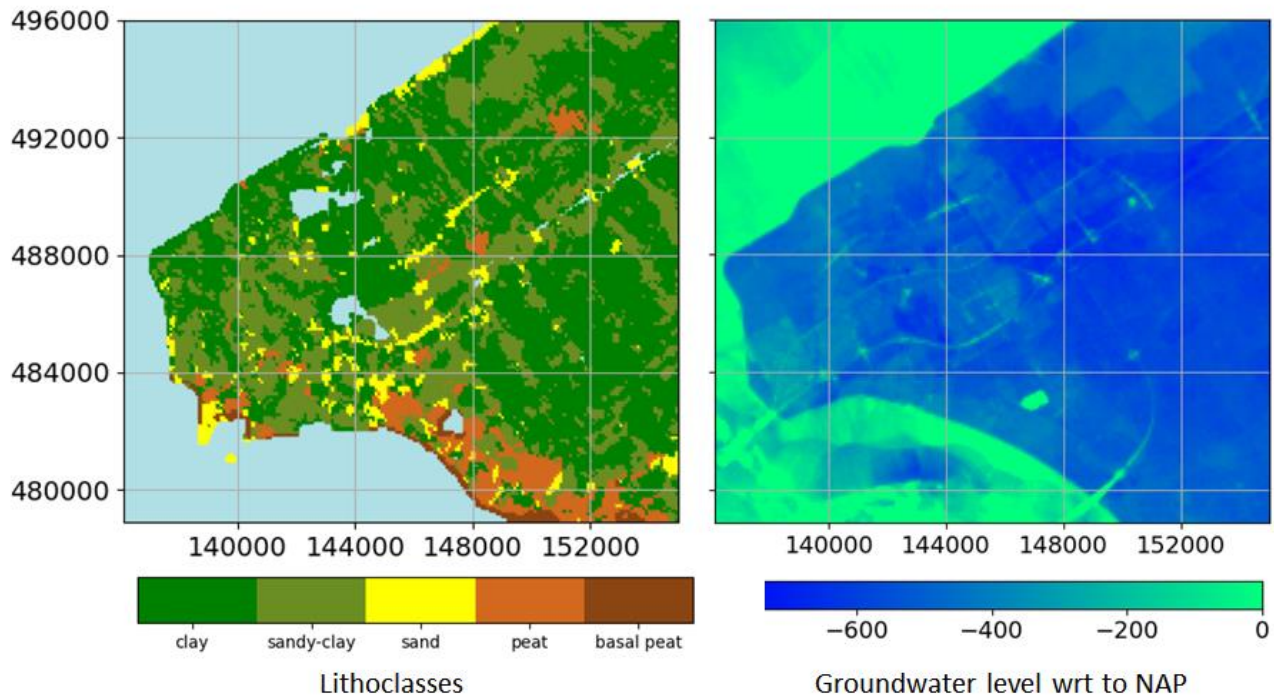 496000
492000
488000
484000
480000
140000 144000 148000 152000
140000 144000 148000 152000
clay sandy-clay sand peat basal peat
−600 −400 −200 0
Lithoclasses
Groundwater level wrt to NAP